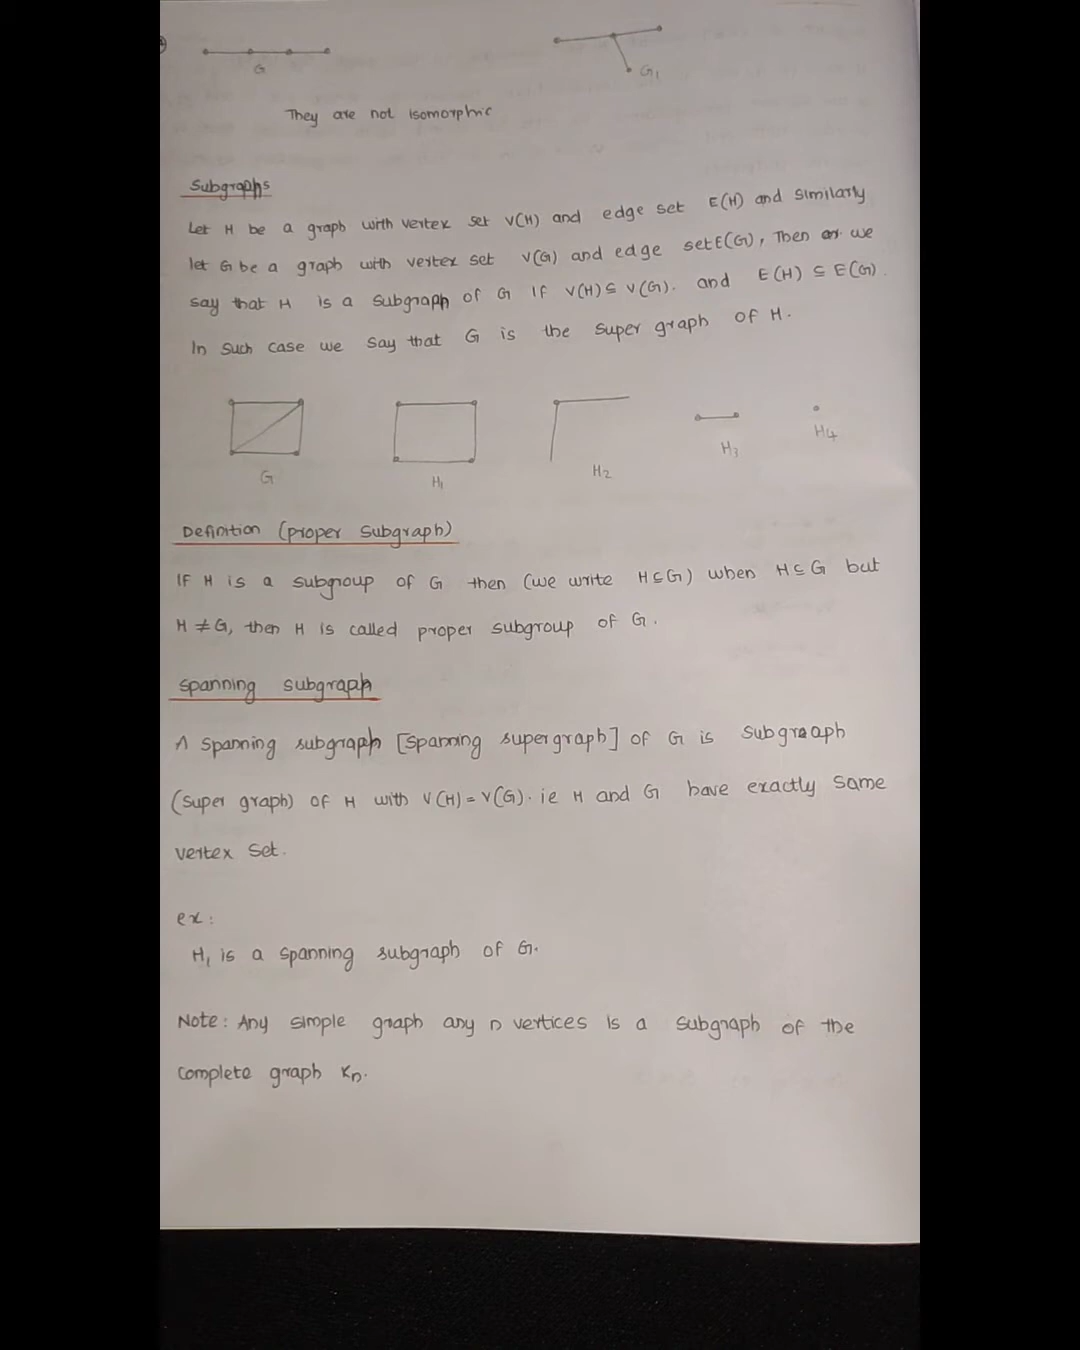 G
G1
They are not isomorphic
Subgraphs
Let H be a graph with vertex set V(H) and edge set E(H) and similarly
let G be a graph with vertex set V(G) and edge set E(G), Then we
say that H is a subgraph of G if V(H) ⊆ V(G). and E(H) ⊆ E(G).
In such case we say that G is the super graph of H.
G H1 H2 H3 H4
Definition (proper subgraph)
If H is a subgroup of G then (we write H⊆G) when H⊆G but
H ≠ G, then H is called proper subgroup of G.
Spanning subgraph
A spanning subgraph [spanning supergraph] of G is subgraaph
(super graph) of H with V(H) = V(G). ie H and G have exactly same
vertex set.
ex:
H1 is a spanning subgraph of G.
Note: Any simple graph any n vertices is a subgraph of the
complete graph Kn.